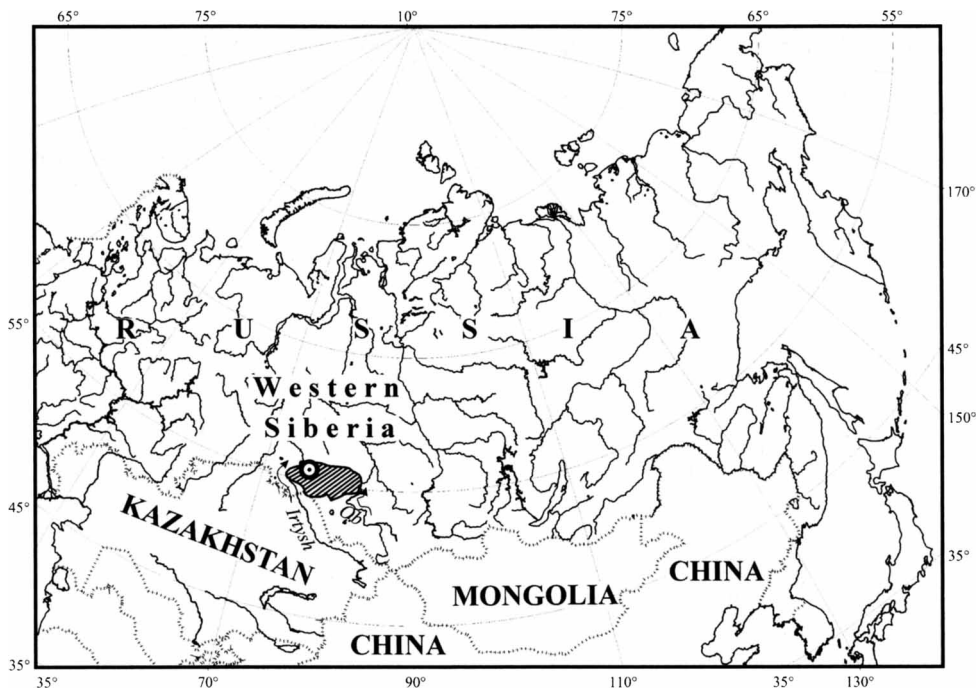 65° 75° 10° 75° 65° 55°
170°
55° R U S S I A
45°
Western
Siberia
150°
45° KAZAKHSTAN Irtysh Ob
35°
MONGOLIA CHINA
CHINA
35°
35° 70° 90° 110° 35° 130°